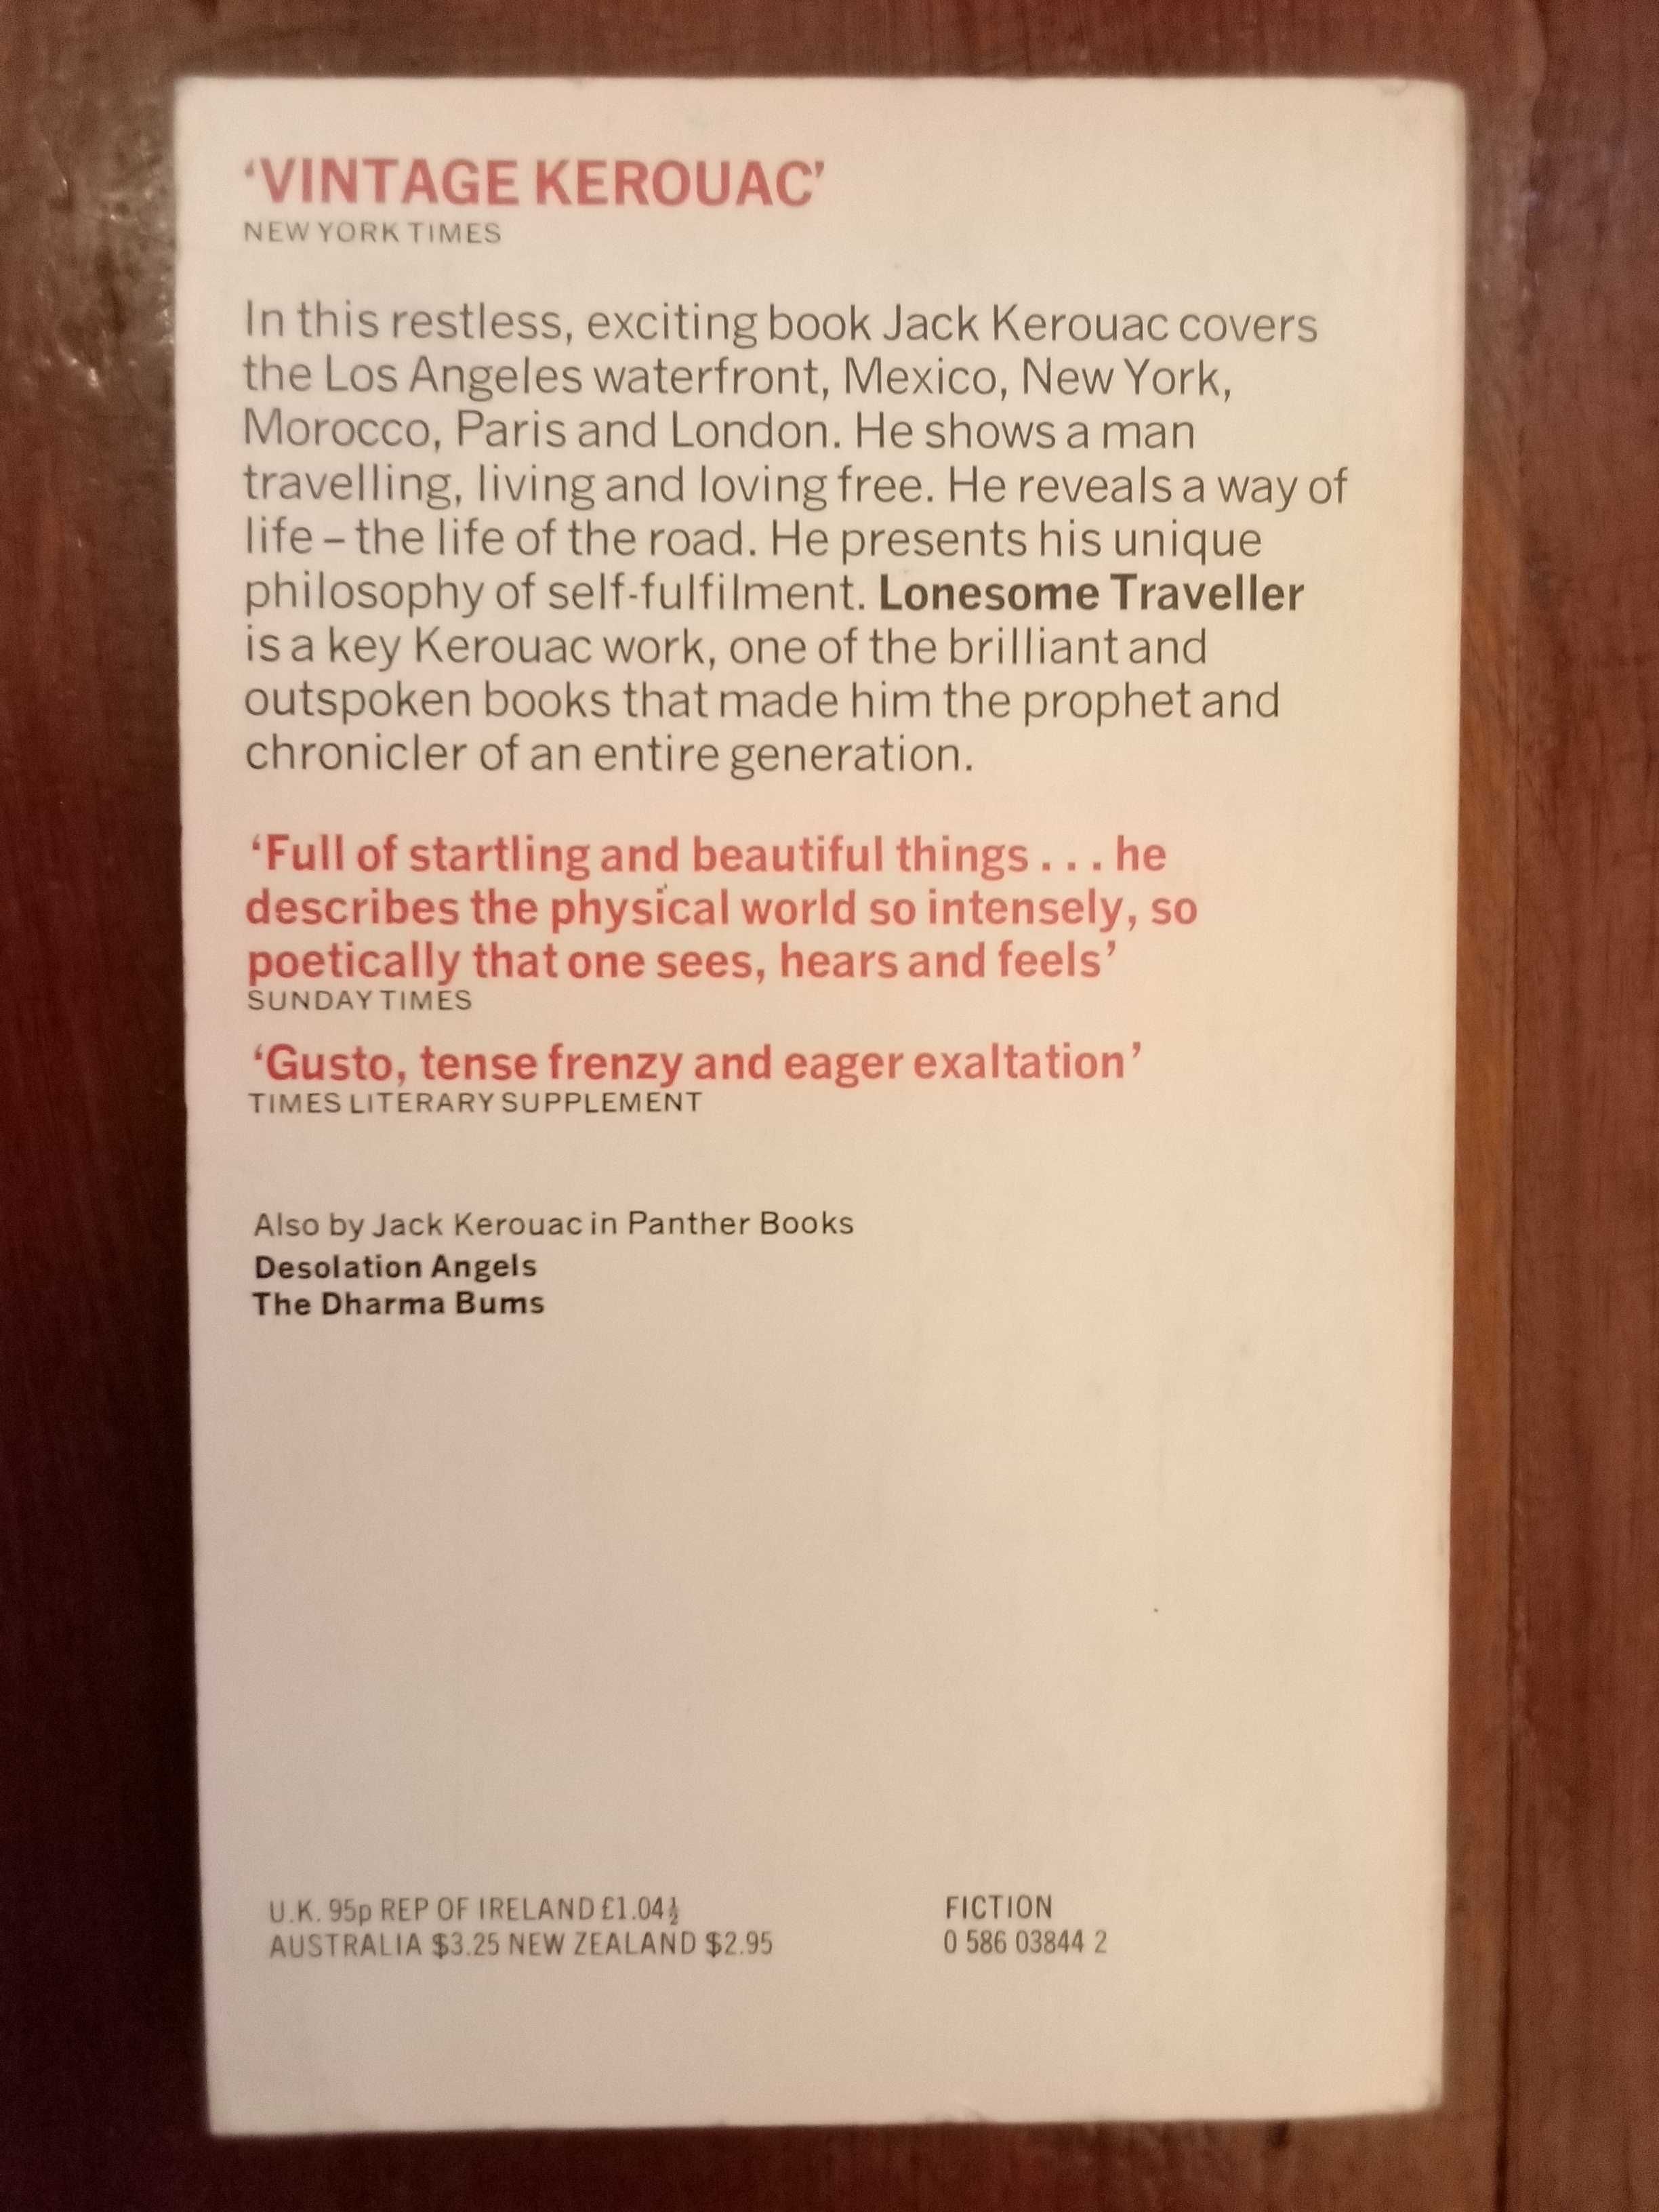 ‘VINTAGE KEROUAC’
NEW YORK TIMES
In this restless, exciting book Jack Kerouac covers
the Los Angeles waterfront, Mexico, New York,
Morocco, Paris and London. He shows a man
travelling, living and loving free. He reveals a way of
life – the life of the road. He presents his unique
philosophy of self-fulfilment. Lonesome Traveller
is a key Kerouac work, one of the brilliant and
outspoken books that made him the prophet and
chronicler of an entire generation.
‘Full of startling and beautiful things . . . he
describes the physical world so intensely, so
poetically that one sees, hears and feels’
SUNDAY TIMES
‘Gusto, tense frenzy and eager exaltation’
TIMES LITERARY SUPPLEMENT
Also by Jack Kerouac in Panther Books
Desolation Angels
The Dharma Bums
U.K. 95p REP OF IRELAND £1.04½
AUSTRALIA $3.25 NEW ZEALAND $2.95
FICTION
0 586 03844 2